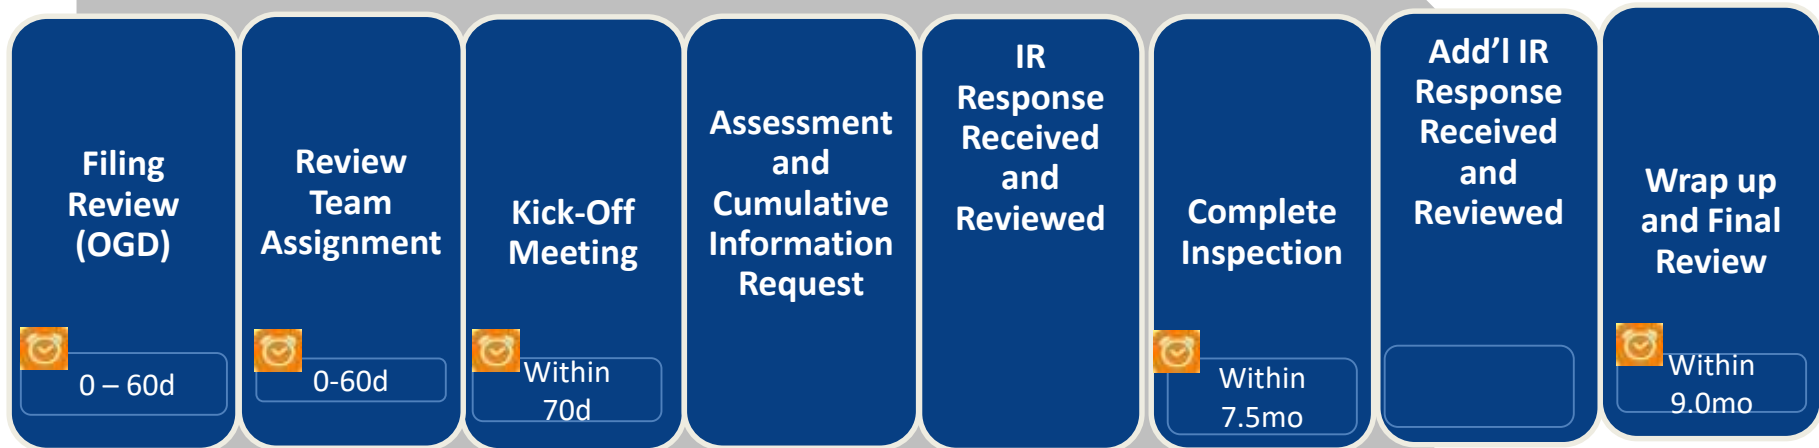 Filing
Review
(OGD)
0 – 60d
Review
Team
Assignment
0-60d
Kick-Off
Meeting
Within
70d
Assessment
and
Cumulative
Information
Request
IR
Response
Received
and
Reviewed
Complete
Inspection
Within
7.5mo
Add’l IR
Response
Received
and
Reviewed
Wrap up
and Final
Review
Within
9.0mo